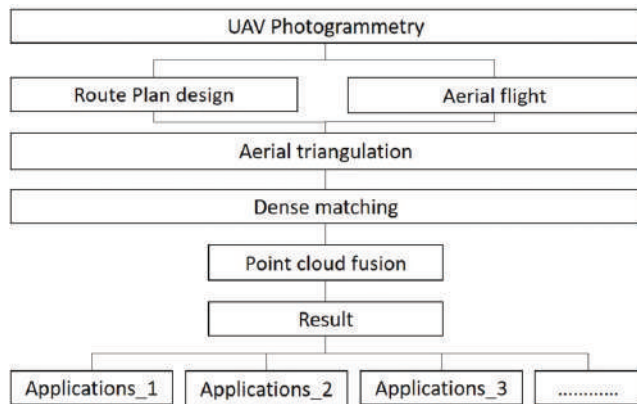 UAV Photogrammetry
Route Plan design
Aerial flight
Aerial triangulation
Dense matching
Point cloud fusion
Result
Applications_1
Applications_2
Applications_3
............